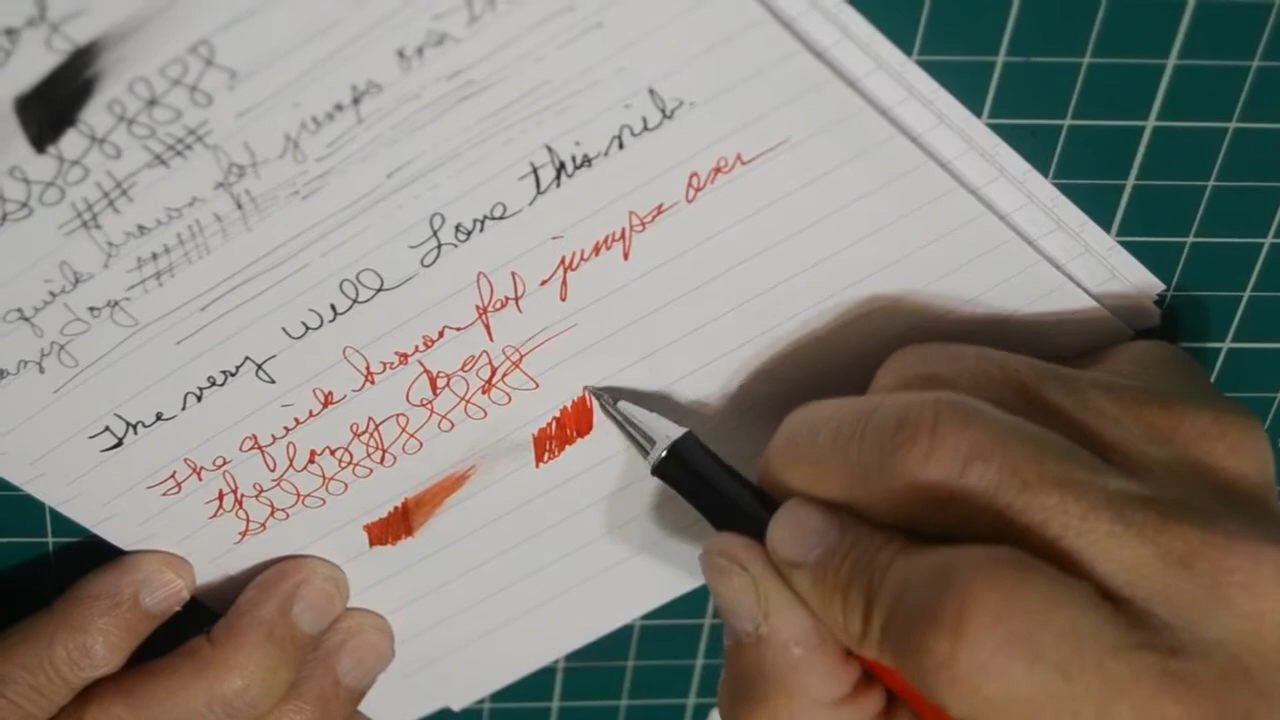 jumps over
quick brown fox
lazy dog
The very well Love this nib.
The quick brown fox jumps over
the lazy dog